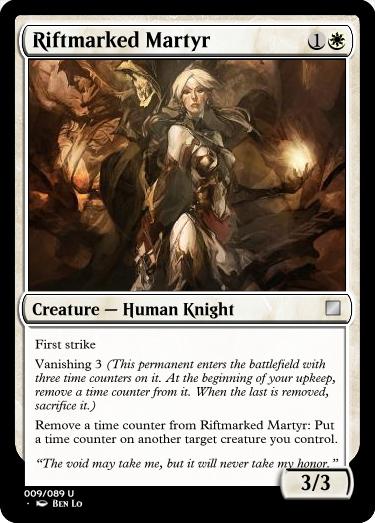 Riftmarked Martyr 1
Creature — Human Knight
First strike
Vanishing 3 (This permanent enters the battlefield with
three time counters on it. At the beginning of your upkeep,
remove a time counter from it. When the last is removed,
sacrifice it.)
Remove a time counter from Riftmarked Martyr: Put
a time counter on another target creature you control.
“The void may take me, but it will never take my honor.”
3/3
009/089 U
· Ben Lo